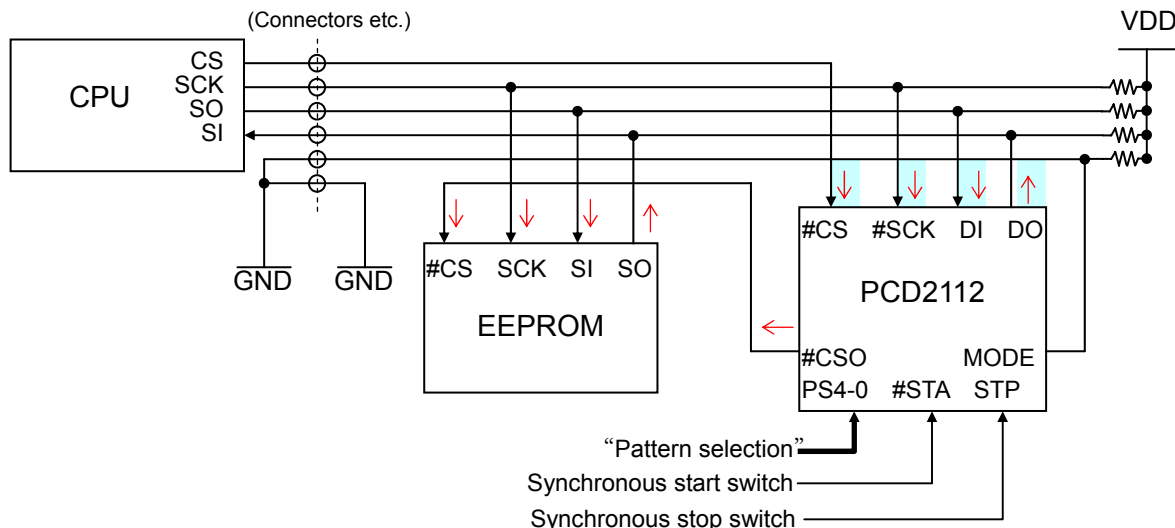 (Connectors etc.)
VDD
CPU
CS
SCK
SO
SI
GND
GND
#CS SCK SI SO
EEPROM
#CS #SCK DI DO
PCD2112
#CSO MODE
PS4-0 #STA STP
“Pattern selection”
Synchronous start switch
Synchronous stop switch